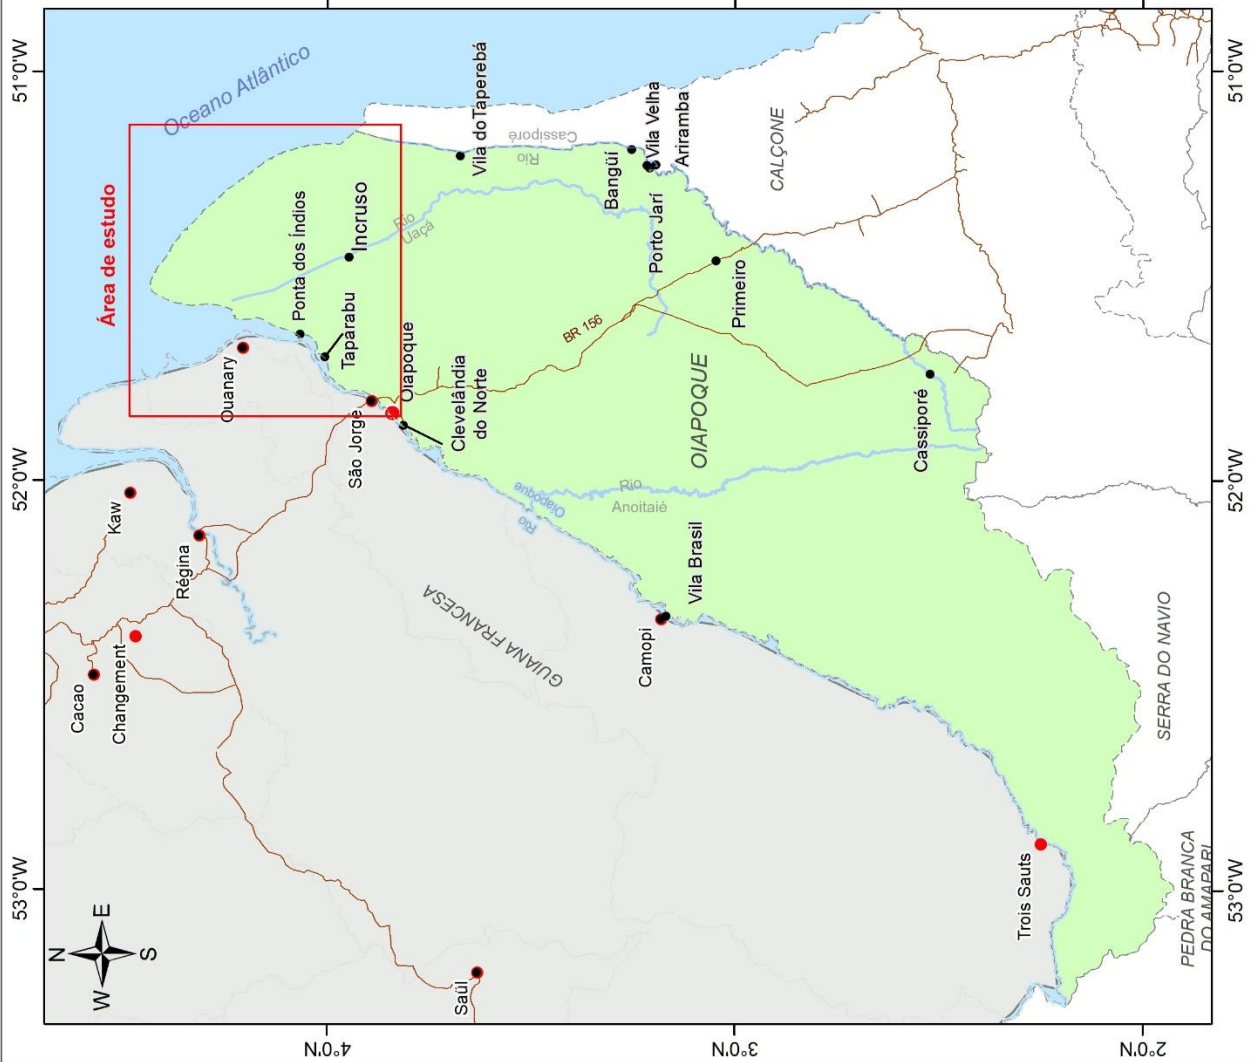 53°0'W
52°0'W
51°0'W
N
W
E
S
Oceano Atlântico
Área de estudo
Kaw
Régina
Cacao
Changement
Saül
Ouanary
Ponta dos Índios
Taparabu
Incruso
Rio
Uaçá
São Jorge
Oiapoque
Clevelândia
do Norte
Vila do Taperebá
Rio
Cassiporé
Bangüí
Vila Velha
Ariramba
Porto Jarí
BR 156
Primeiro
CALÇONE
OIAPOQUE
Rio
Oiapoque
Rio
Anoitaié
GUIANA FRANCESA
Camopi
Vila Brasil
Cassiporé
Trois Sauts
SERRA DO NAVIO
PEDRA BRANCA
DO AMAPARI
4°0'N
3°0'N
2°0'N
53°0'W
52°0'W
51°0'W